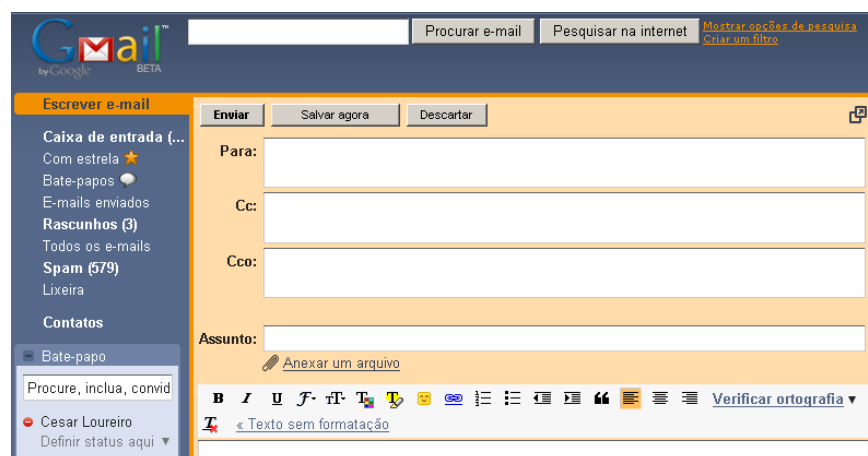 Gmail™
by Google BETA
Procurar e-mail Pesquisar na internet Mostrar opções de pesquisa
Criar um filtro
Escrever e-mail
Caixa de entrada (...
Com estrela
Bate-papos
E-mails enviados
Rascunhos (3)
Todos os e-mails
Spam (579)
Lixeira
Contatos
Bate-papo
Procure, inclua, convid
Cesar Loureiro
Definir status aqui ▼
Enviar Salvar agora Descartar
Para:
Cc:
Cco:
Assunto:
Anexar um arquivo
B I U F T T T Verificar ortografia ▼
T « Texto sem formatação